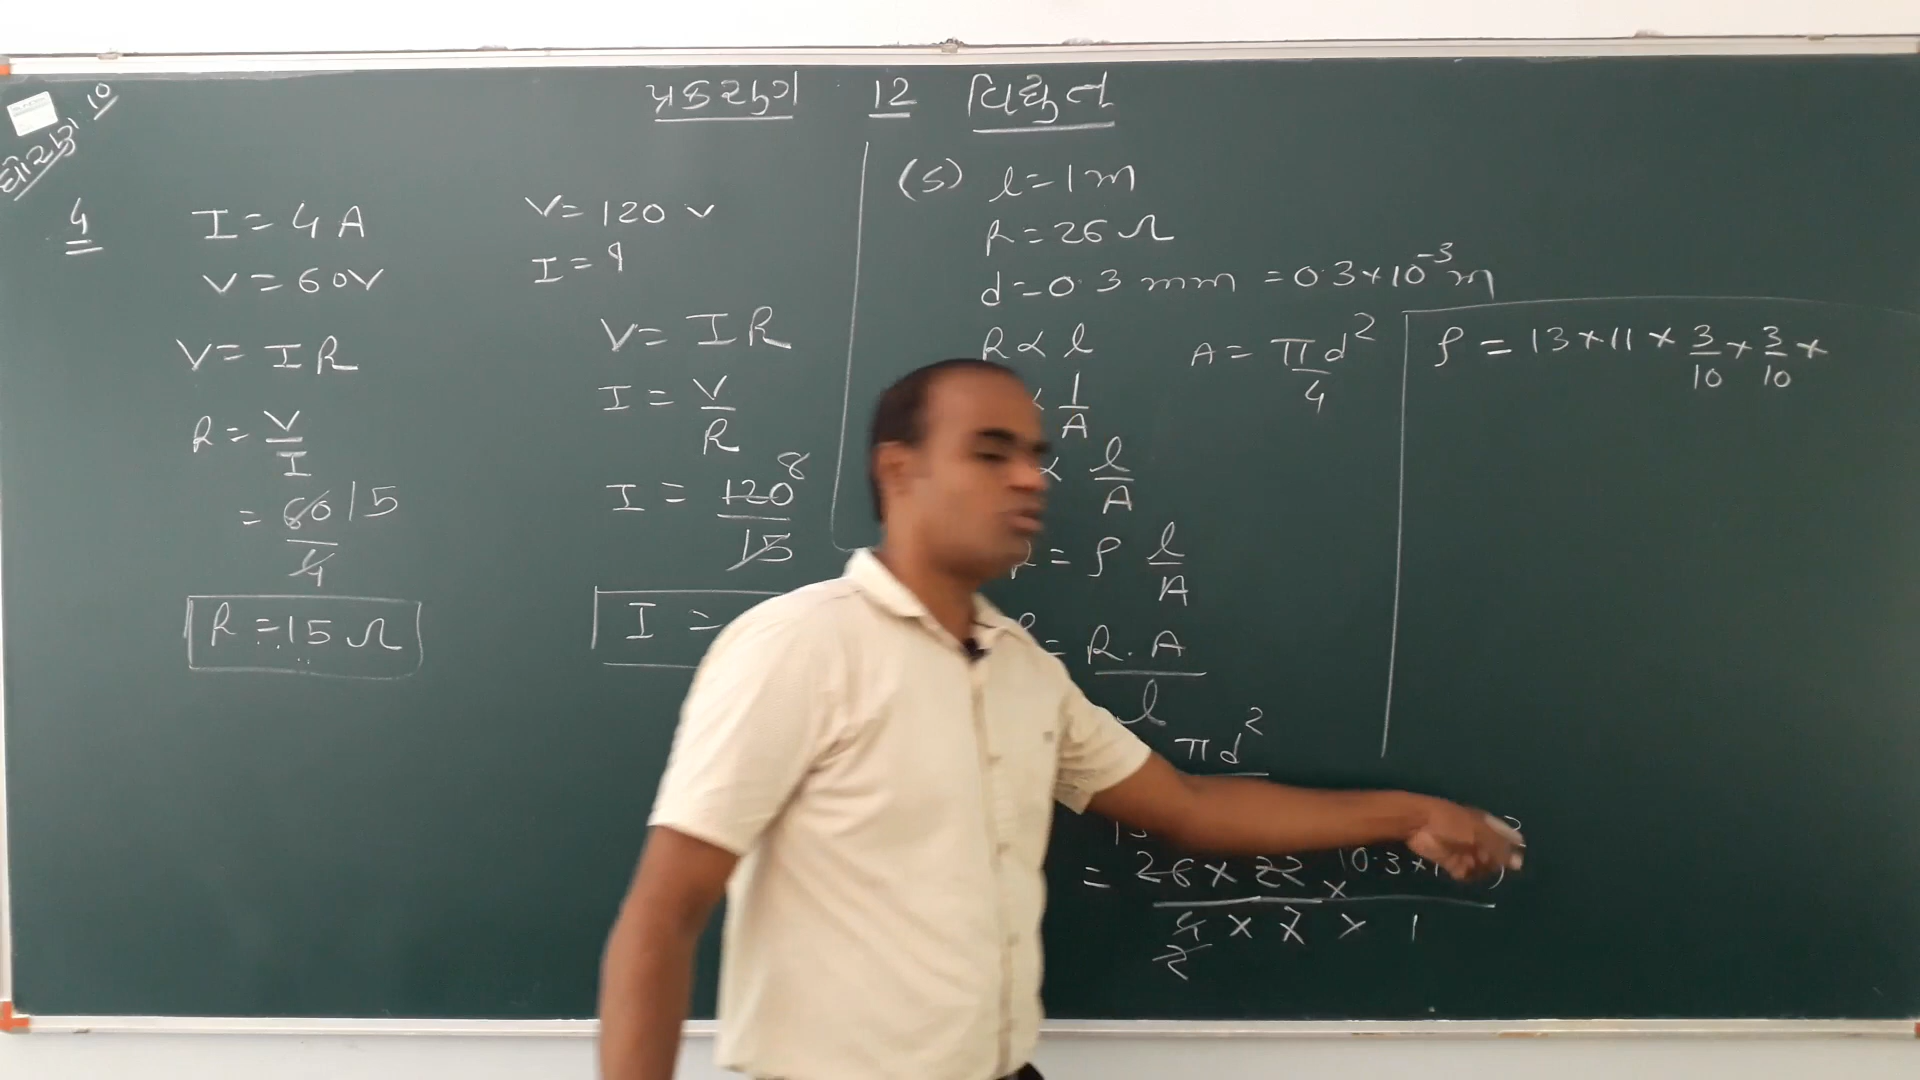 પ્રકરણ 12 વિદ્યુત
ધોરણ 10
4
I = 4 A
V = 60V
V = IR
R = V/I
= 60/4 15
R = 15 Ω
V = 120 V
I = ?
V = IR
I = V/R
I = 120/15 8
I =
(5) l = 1m
R = 26 Ω
d = 0.3 mm = 0.3 × 10⁻³ m
R ∝ l
A = πd²/4
∝ 1/A
∝ l/A
R = ρ l/A
= R. A/l
πd²
= 26 × 22 ×
4 × 7 × 1
2
ρ = 13 × 11 × 3/10 × 3/10 ×